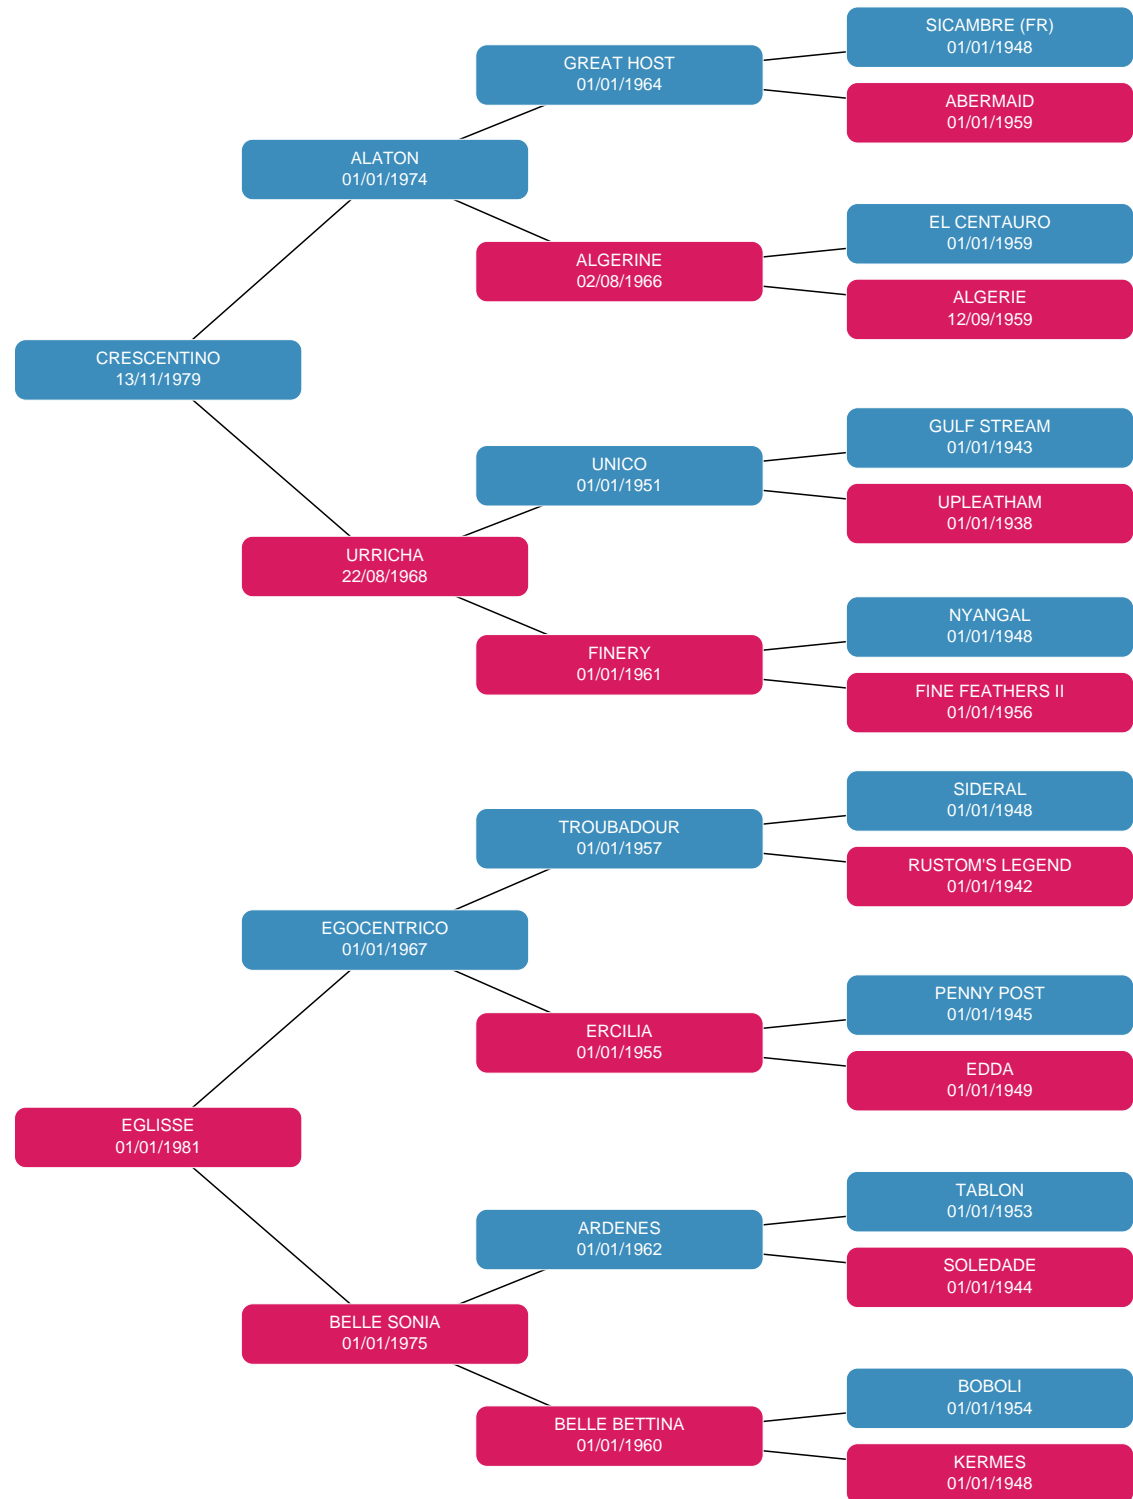 SICAMBRE (FR)
01/01/1948
GREAT HOST
01/01/1964
ABERMAID
01/01/1959
ALATON
01/01/1974
EL CENTAURO
01/01/1959
ALGERINE
02/08/1966
ALGERIE
12/09/1959
CRESCENTINO
13/11/1979
GULF STREAM
01/01/1943
UNICO
01/01/1951
UPLEATHAM
01/01/1938
URRICHA
22/08/1968
NYANGAL
01/01/1948
FINERY
01/01/1961
FINE FEATHERS II
01/01/1956
SIDERAL
01/01/1948
TROUBADOUR
01/01/1957
RUSTOM'S LEGEND
01/01/1942
EGOCENTRICO
01/01/1967
PENNY POST
01/01/1945
ERCILIA
01/01/1955
EDDA
01/01/1949
EGLISSE
01/01/1981
TABLON
01/01/1953
ARDENES
01/01/1962
SOLEDADE
01/01/1944
BELLE SONIA
01/01/1975
BOBOLI
01/01/1954
BELLE BETTINA
01/01/1960
KERMES
01/01/1948